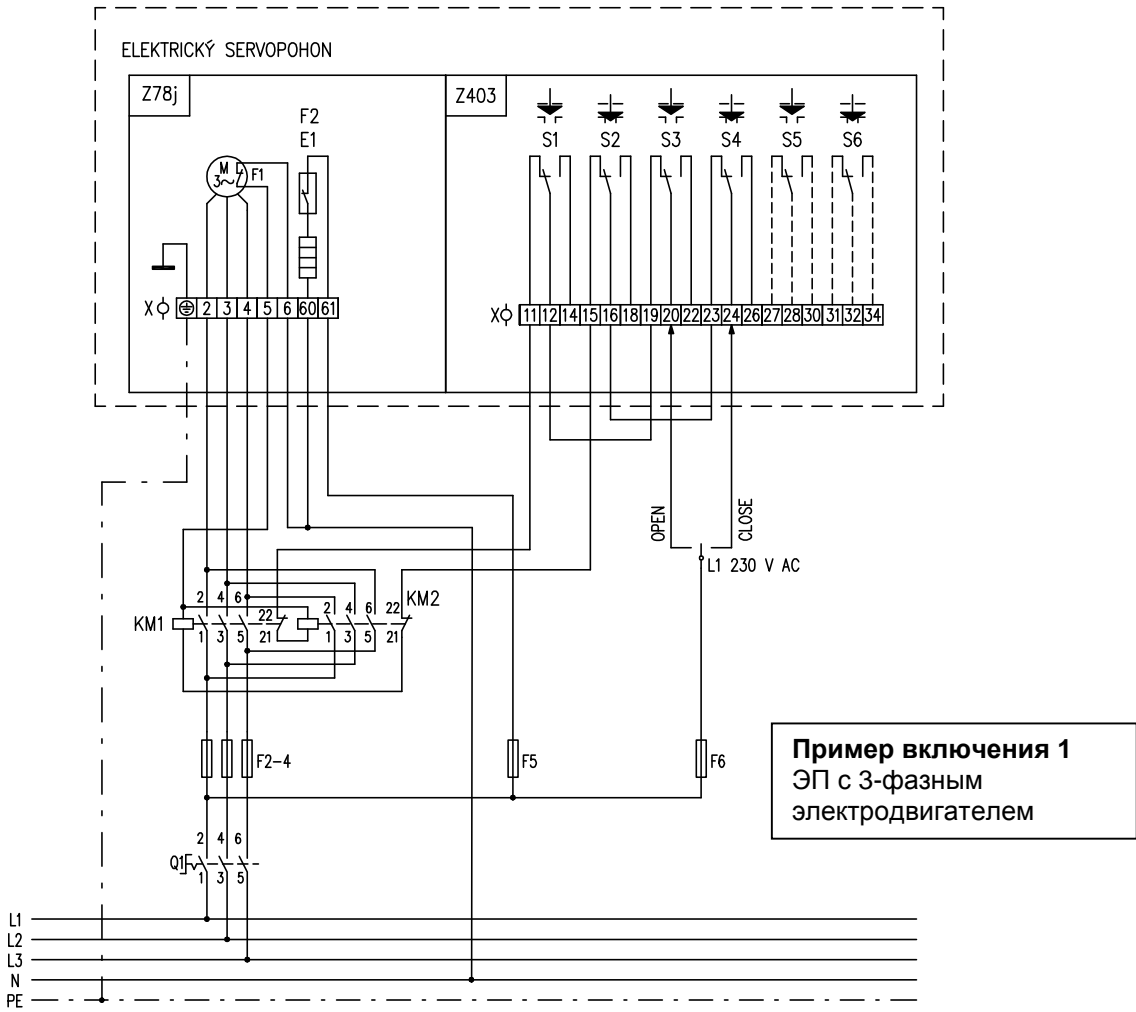 ELEKTRICKÝ SERVOPOHON
Z78j
Z403
F2
E1
S1 S2 S3 S4 S5 S6
M
3~
F1
X 2 3 4 5 6 60 61
X 11 12 14 15 16 18 19 20 22 23 24 26 27 28 30 31 32 34
OPEN
CLOSE
L1 230 V AC
2 4 6 22
KM1
1 3 5 21
2 4 6 22
KM2
1 3 5 21
F2-4
F5
F6
Пример включения 1
ЭП с 3-фазным
электродвигателем
2 4 6
Q1
1 3 5
L1
L2
L3
N
PE